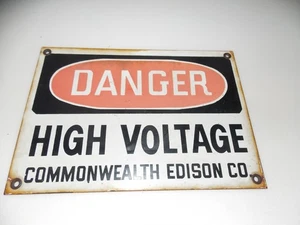 DANGER
HIGH VOLTAGE
COMMONWEALTH EDISON CO.